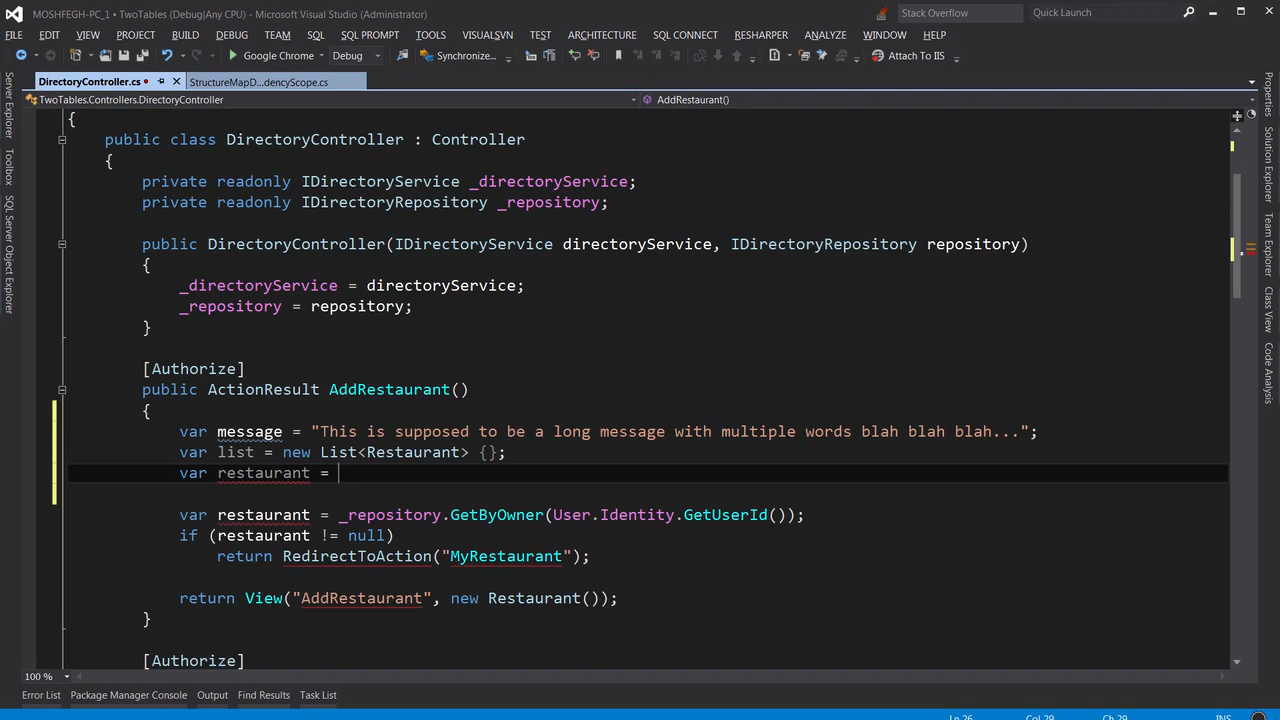 MOSHFEGH-PC_1 ▸ TwoTables (Debug|Any CPU) - Microsoft Visual Studio (Administrator)
Stack Overflow
Quick Launch
FILE EDIT VIEW PROJECT BUILD DEBUG TEAM SQL SQL PROMPT TOOLS VISUALSVN TEST ARCHITECTURE SQL CONNECT RESHARPER ANALYZE WINDOW HELP
Google Chrome Debug Synchronize... Attach To IIS
DirectoryController.cs StructureMapD...dencyScope.cs
TwoTables.Controllers.DirectoryController AddRestaurant()
{
public class DirectoryController : Controller
{
private readonly IDirectoryService _directoryService;
private readonly IDirectoryRepository _repository;
public DirectoryController(IDirectoryService directoryService, IDirectoryRepository repository)
{
_directoryService = directoryService;
_repository = repository;
}
[Authorize]
public ActionResult AddRestaurant()
{
var message = "This is supposed to be a long message with multiple words blah blah blah...";
var list = new List<Restaurant> {};
var restaurant =
var restaurant = _repository.GetByOwner(User.Identity.GetUserId());
if (restaurant != null)
return RedirectToAction("MyRestaurant");
return View("AddRestaurant", new Restaurant());
}
[Authorize]
100 %
Error List Package Manager Console Output Find Results Task List
Ln 26 Col 29 Ch 29 INS
Server Explorer
Toolbox
SQL Server Object Explorer
Properties
Solution Explorer
Team Explorer
Class View
Code Analysis